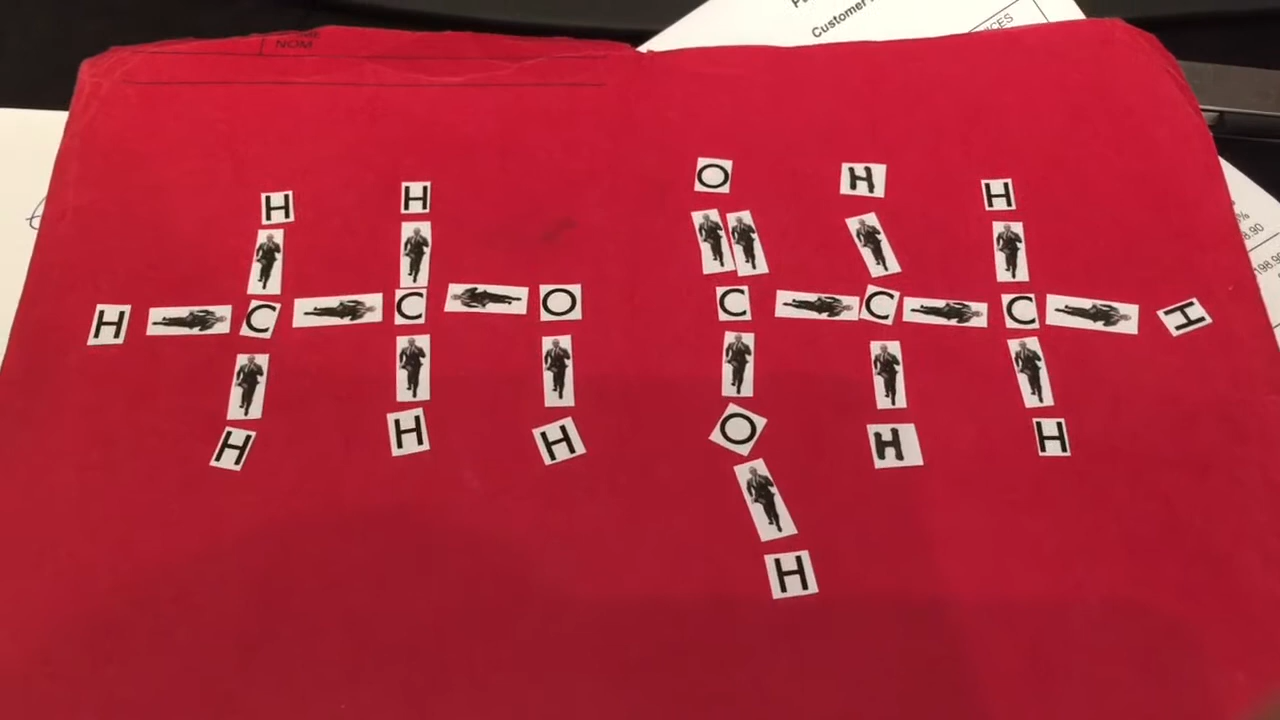 NOM
Customer
O H H
H H
H C C O C C C H
H H H O H H
H